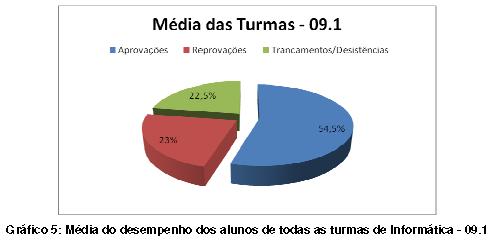 Média das Turmas - 09.1
Aprovações Reprovações Trancamentos/Desistências
22,5%
54,5%
23%
Gráfico 5: Média do desempenho dos alunos de todas as turmas de Informática - 09.1